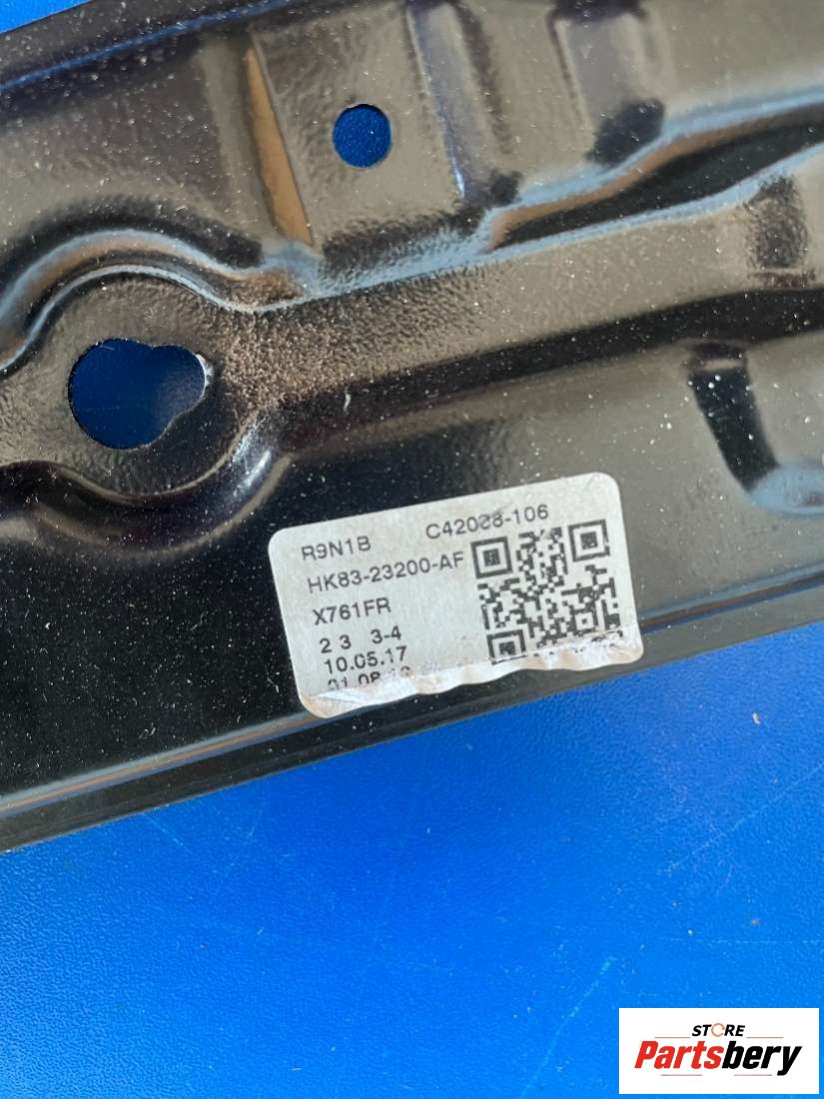 R9N1B C42028-106
HK83-23200-AF
X761FR
2 3 3-4
10.05.17
STORE
Partsbery